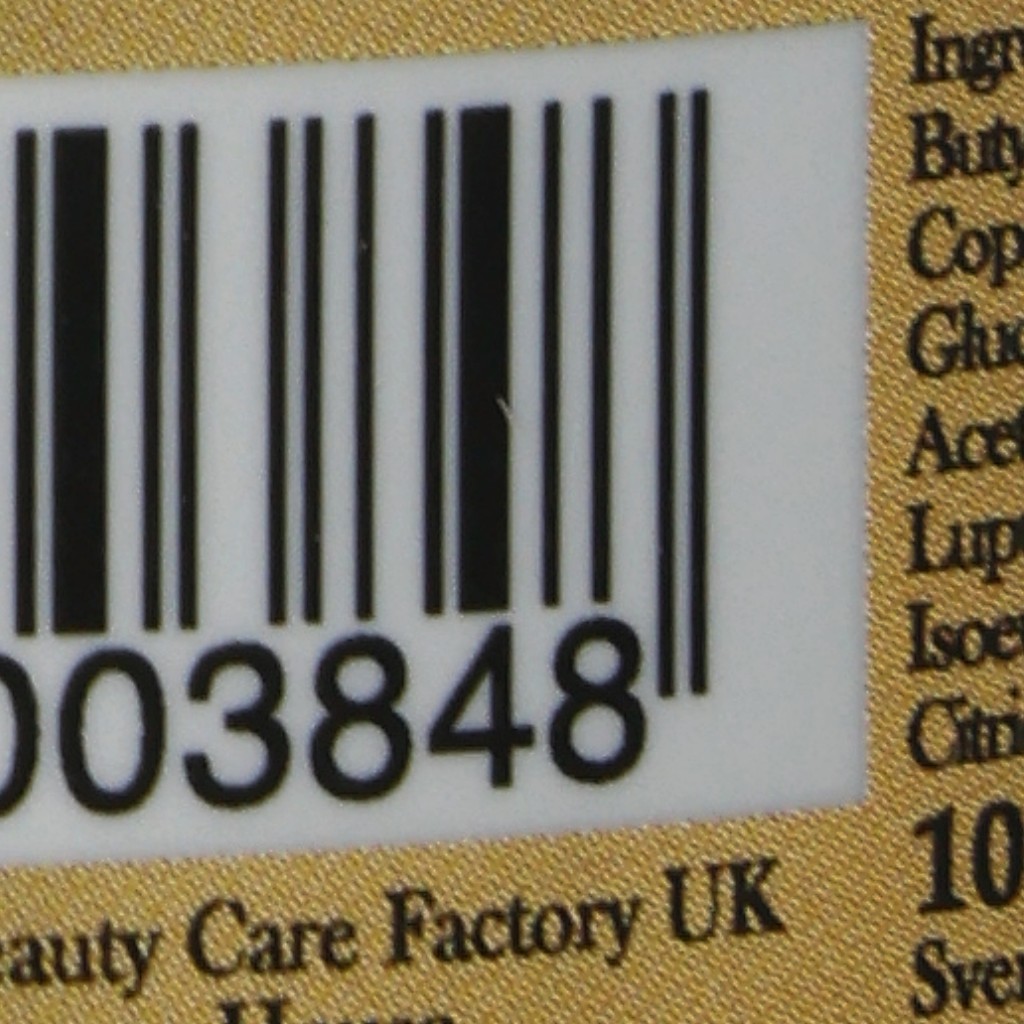 003848
eauty Care Factory UK
Ingr
Buty
Cop
Gluc
Acet
Lup
Isoe
Citri
10
Sver